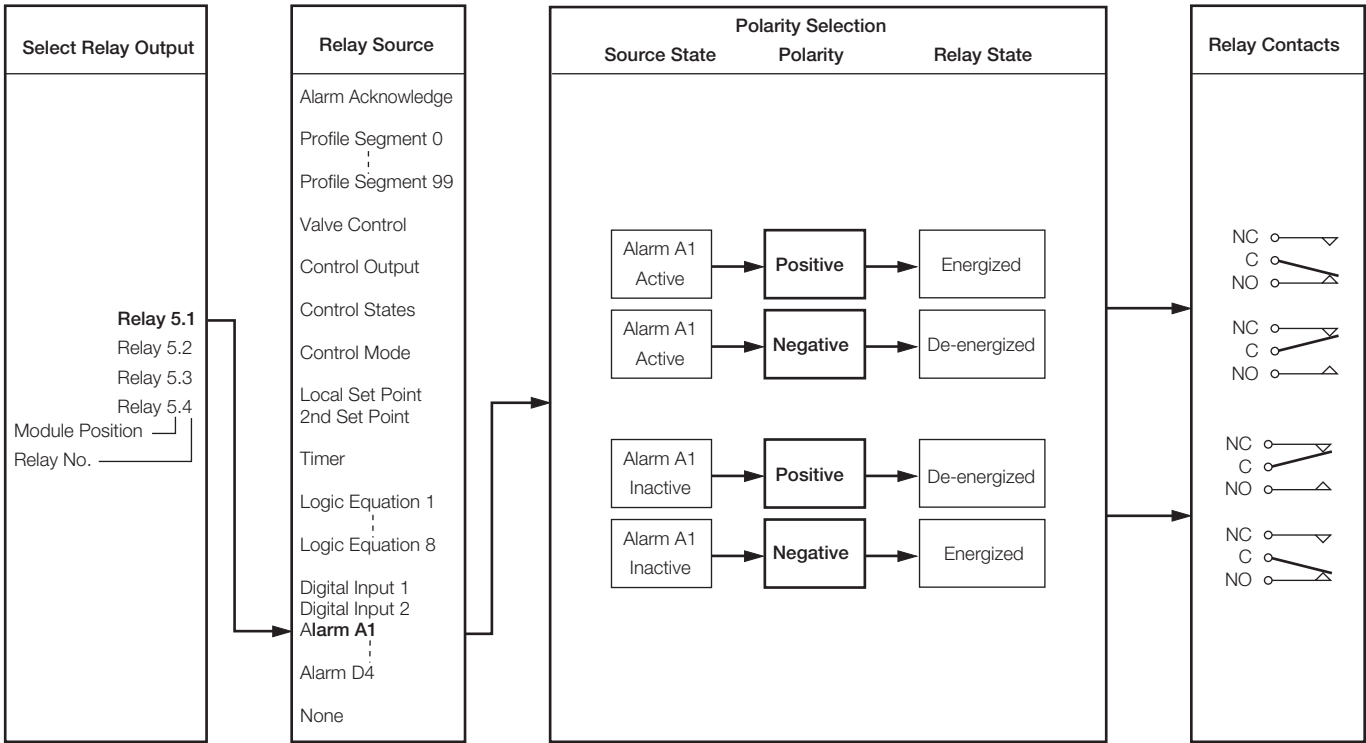 Select Relay Output
Relay 5.1
Relay 5.2
Relay 5.3
Relay 5.4
Module Position
Relay No.
Relay Source
Alarm Acknowledge
Profile Segment 0
Profile Segment 99
Valve Control
Control Output
Control States
Control Mode
Local Set Point
2nd Set Point
Timer
Logic Equation 1
Logic Equation 8
Digital Input 1
Digital Input 2
Alarm A1
Alarm D4
None
Polarity Selection
Source State Polarity Relay State
Alarm A1
Active
Positive
Energized
Alarm A1
Active
Negative
De-energized
Alarm A1
Inactive
Positive
De-energized
Alarm A1
Inactive
Negative
Energized
Relay Contacts
NC
C
NO
NC
C
NO
NC
C
NO
NC
C
NO